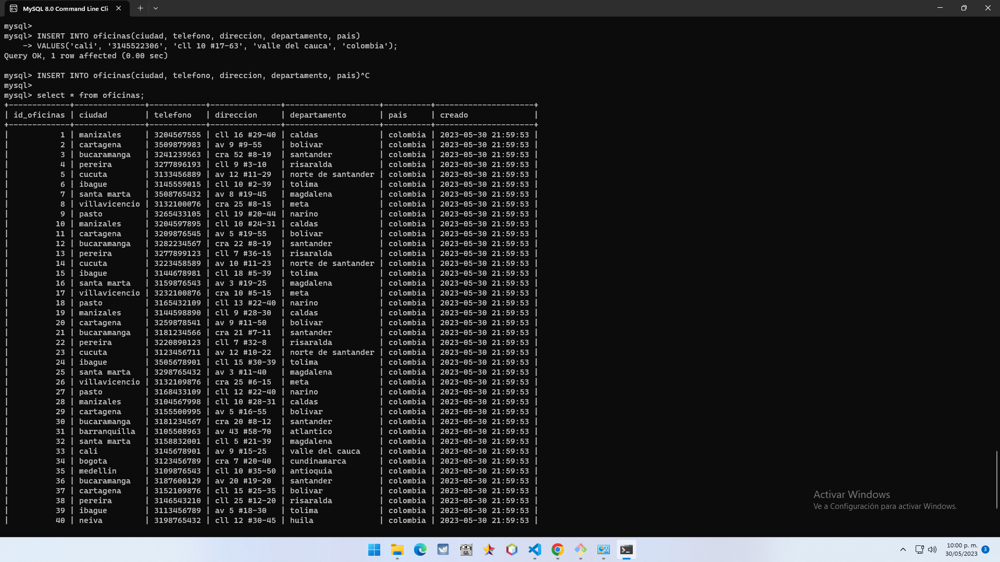 MySQL 8.0 Command Line Cli
mysql>
mysql> INSERT INTO oficinas(ciudad, telefono, direccion, departamento, pais)
    -> VALUES('cali', '3145522306', 'cll 10 #17-63', 'valle del cauca', 'colombia');
Query OK, 1 row affected (0.00 sec)
mysql> INSERT INTO oficinas(ciudad, telefono, direccion, departamento, pais)^C
mysql>
mysql> select * from oficinas;
+-------------+---------------+------------+---------------+--------------------+----------+---------------------+
| id_oficinas | ciudad        | telefono   | direccion     | departamento       | pais     | creado              |
+-------------+---------------+------------+---------------+--------------------+----------+---------------------+
|           1 | manizales     | 3204567555 | cll 16 #29-40 | caldas             | colombia | 2023-05-30 21:59:53 |
|           2 | cartagena     | 3509879983 | av 9 #9-55    | bolivar            | colombia | 2023-05-30 21:59:53 |
|           3 | bucaramanga   | 3241239563 | cra 52 #8-19  | santander          | colombia | 2023-05-30 21:59:53 |
|           4 | pereira       | 3277896193 | cll 9 #3-10   | risaralda          | colombia | 2023-05-30 21:59:53 |
|           5 | cucuta        | 3133456889 | av 12 #11-29  | norte de santander | colombia | 2023-05-30 21:59:53 |
|           6 | ibague        | 3145559015 | cll 10 #2-39  | tolima             | colombia | 2023-05-30 21:59:53 |
|           7 | santa marta   | 3508765432 | av 8 #19-45   | magdalena          | colombia | 2023-05-30 21:59:53 |
|           8 | villavicencio | 3132100076 | cra 25 #8-15  | meta               | colombia | 2023-05-30 21:59:53 |
|           9 | pasto         | 3265433105 | cll 19 #20-44 | narino             | colombia | 2023-05-30 21:59:53 |
|          10 | manizales     | 3204597895 | cll 10 #24-31 | caldas             | colombia | 2023-05-30 21:59:53 |
|          11 | cartagena     | 3209876545 | av 5 #19-55   | bolivar            | colombia | 2023-05-30 21:59:53 |
|          12 | bucaramanga   | 3282234567 | cra 22 #8-19  | santander          | colombia | 2023-05-30 21:59:53 |
|          13 | pereira       | 3277899123 | cll 7 #36-15  | risaralda          | colombia | 2023-05-30 21:59:53 |
|          14 | cucuta        | 3223458589 | av 10 #11-23  | norte de santander | colombia | 2023-05-30 21:59:53 |
|          15 | ibague        | 3144678981 | cll 18 #5-39  | tolima             | colombia | 2023-05-30 21:59:53 |
|          16 | santa marta   | 3159876543 | av 3 #19-25   | magdalena          | colombia | 2023-05-30 21:59:53 |
|          17 | villavicencio | 3232100876 | cra 10 #5-15  | meta               | colombia | 2023-05-30 21:59:53 |
|          18 | pasto         | 3165432109 | cll 13 #22-40 | narino             | colombia | 2023-05-30 21:59:53 |
|          19 | manizales     | 3144598890 | cll 9 #28-30  | caldas             | colombia | 2023-05-30 21:59:53 |
|          20 | cartagena     | 3259878541 | av 9 #11-50   | bolivar            | colombia | 2023-05-30 21:59:53 |
|          21 | bucaramanga   | 3181234566 | cra 21 #7-11  | santander          | colombia | 2023-05-30 21:59:53 |
|          22 | pereira       | 3220890123 | cll 7 #32-8   | risaralda          | colombia | 2023-05-30 21:59:53 |
|          23 | cucuta        | 3123456711 | av 12 #10-22  | norte de santander | colombia | 2023-05-30 21:59:53 |
|          24 | ibague        | 3505678901 | cll 15 #30-39 | tolima             | colombia | 2023-05-30 21:59:53 |
|          25 | santa marta   | 3298765432 | av 3 #11-40   | magdalena          | colombia | 2023-05-30 21:59:53 |
|          26 | villavicencio | 3132109876 | cra 25 #6-15  | meta               | colombia | 2023-05-30 21:59:53 |
|          27 | pasto         | 3168433109 | cll 12 #22-40 | narino             | colombia | 2023-05-30 21:59:53 |
|          28 | manizales     | 3104567998 | cll 10 #28-31 | caldas             | colombia | 2023-05-30 21:59:53 |
|          29 | cartagena     | 3155500995 | av 5 #16-55   | bolivar            | colombia | 2023-05-30 21:59:53 |
|          30 | bucaramanga   | 3181234567 | cra 20 #8-12  | santander          | colombia | 2023-05-30 21:59:53 |
|          31 | barranquilla  | 3105508963 | av 43 #58-70  | atlantico          | colombia | 2023-05-30 21:59:53 |
|          32 | santa marta   | 3158832001 | cll 5 #21-39  | magdalena          | colombia | 2023-05-30 21:59:53 |
|          33 | cali          | 3145678901 | av 9 #15-25   | valle del cauca    | colombia | 2023-05-30 21:59:53 |
|          34 | bogota        | 3123456789 | cra 7 #20-40  | cundinamarca       | colombia | 2023-05-30 21:59:53 |
|          35 | medellin      | 3109876543 | cll 10 #35-50 | antioquia          | colombia | 2023-05-30 21:59:53 |
|          36 | bucaramanga   | 3187600129 | av 20 #19-20  | santander          | colombia | 2023-05-30 21:59:53 |
|          37 | cartagena     | 3152109876 | cll 15 #25-35 | bolivar            | colombia | 2023-05-30 21:59:53 |
|          38 | pereira       | 3146543210 | cll 25 #12-20 | risaralda          | colombia | 2023-05-30 21:59:53 |
|          39 | ibague        | 3113456789 | av 5 #18-30   | tolima             | colombia | 2023-05-30 21:59:53 |
|          40 | neiva         | 3198765432 | cll 12 #30-45 | huila              | colombia | 2023-05-30 21:59:53 |
Activar Windows
Ve a Configuración para activar Windows.
10:00 p. m.
30/05/2023
3